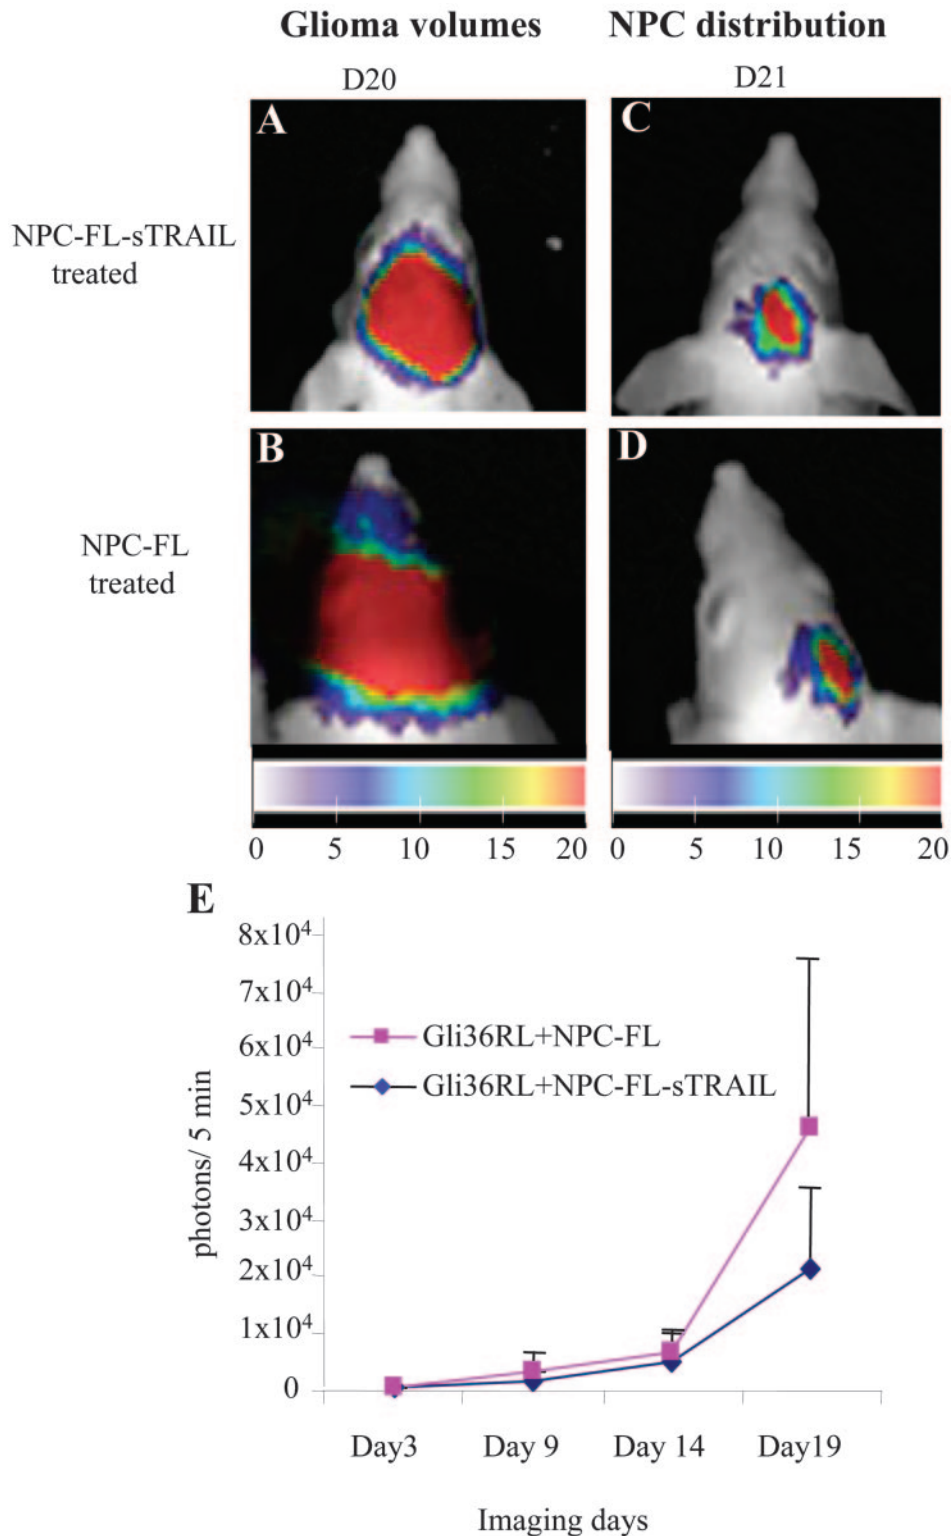 Glioma volumes NPC distribution
D20 D21
A C
NPC-FL-sTRAIL
treated
B D
NPC-FL
treated
0 5 10 15 20 0 5 10 15 20
E
8x10⁴
7x10⁴
6x10⁴
5x10⁴
4x10⁴
3x10⁴
2x10⁴
1x10⁴
0
photons/ 5 min
Gli36RL+NPC-FL
Gli36RL+NPC-FL-sTRAIL
Day3 Day 9 Day 14 Day19
Imaging days